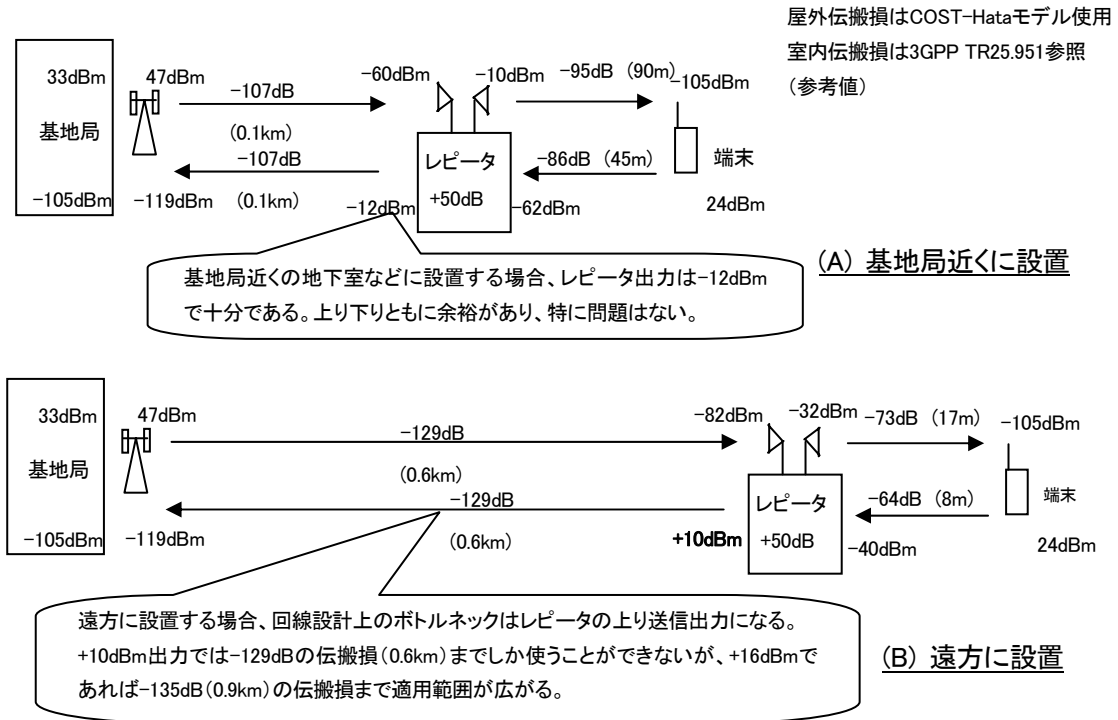 屋外伝搬損はCOST-Hataモデル使用
室内伝搬損は3GPP TR25.951参照
(参考値)
33dBm
47dBm
-107dB
(0.1km)
-60dBm
-10dBm
-95dB (90m)
-105dBm
基地局
-107dB
(0.1km)
レピータ
+50dB
-86dB (45m)
端末
-105dBm
-119dBm
-12dBm
-62dBm
24dBm
(A) 基地局近くに設置
基地局近くの地下室などに設置する場合、レピータ出力は-12dBm
で十分である。上り下りともに余裕があり、特に問題はない。
33dBm
47dBm
-129dB
(0.6km)
-82dBm
-32dBm
-73dB (17m)
-105dBm
基地局
-129dB
(0.6km)
レピータ
+50dB
-64dB (8m)
端末
-105dBm
-119dBm
+10dBm
-40dBm
24dBm
遠方に設置する場合、回線設計上のボトルネックはレピータの上り送信出力になる。
+10dBm出力では-129dBの伝搬損(0.6km)までしか使うことができないが、+16dBmで
あれば-135dB(0.9km)の伝搬損まで適用範囲が広がる。
(B) 遠方に設置